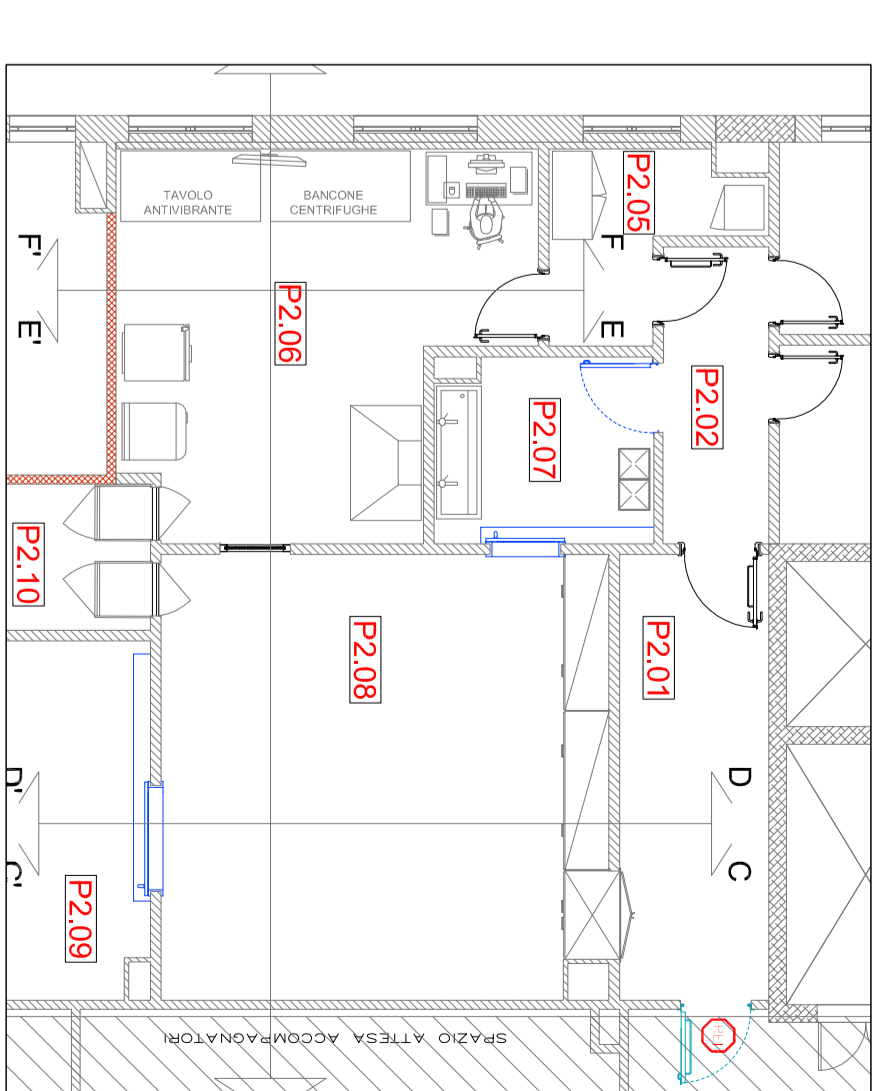 P2.05
TAVOLO
ANTIVIBRANTE
BANCONE
CENTRIFUGHE
F'
E'
F
E
P2.06
P2.02
P2.07
P2.10
P2.08
P2.01
D'
C'
D
C
P2.09
SPAZIO ATTESA ACCOMPAGNATORI
REI